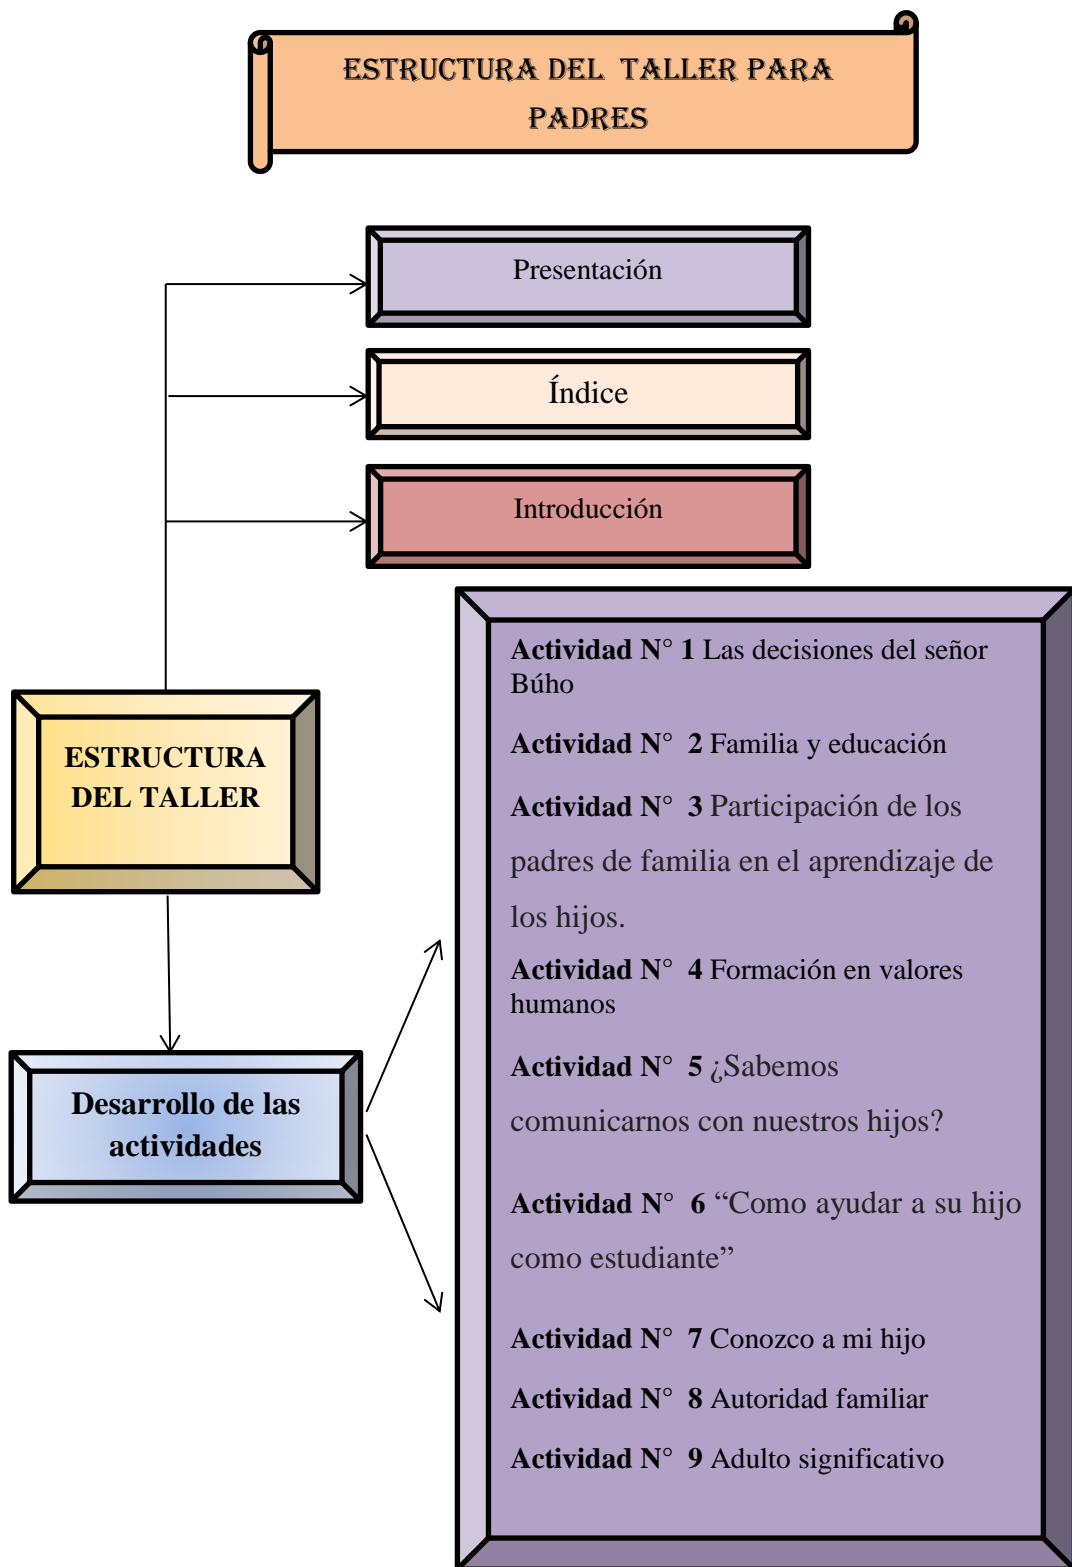 ESTRUCTURA DEL TALLER PARA
PADRES
Presentación
Índice
Introducción
ESTRUCTURA
DEL TALLER
Desarrollo de las
actividades
Actividad N° 1 Las decisiones del señor
Búho
Actividad N° 2 Familia y educación
Actividad N° 3 Participación de los
padres de familia en el aprendizaje de
los hijos.
Actividad N° 4 Formación en valores
humanos
Actividad N° 5 ¿Sabemos
comunicarnos con nuestros hijos?
Actividad N° 6 “Como ayudar a su hijo
como estudiante”
Actividad N° 7 Conozco a mi hijo
Actividad N° 8 Autoridad familiar
Actividad N° 9 Adulto significativo